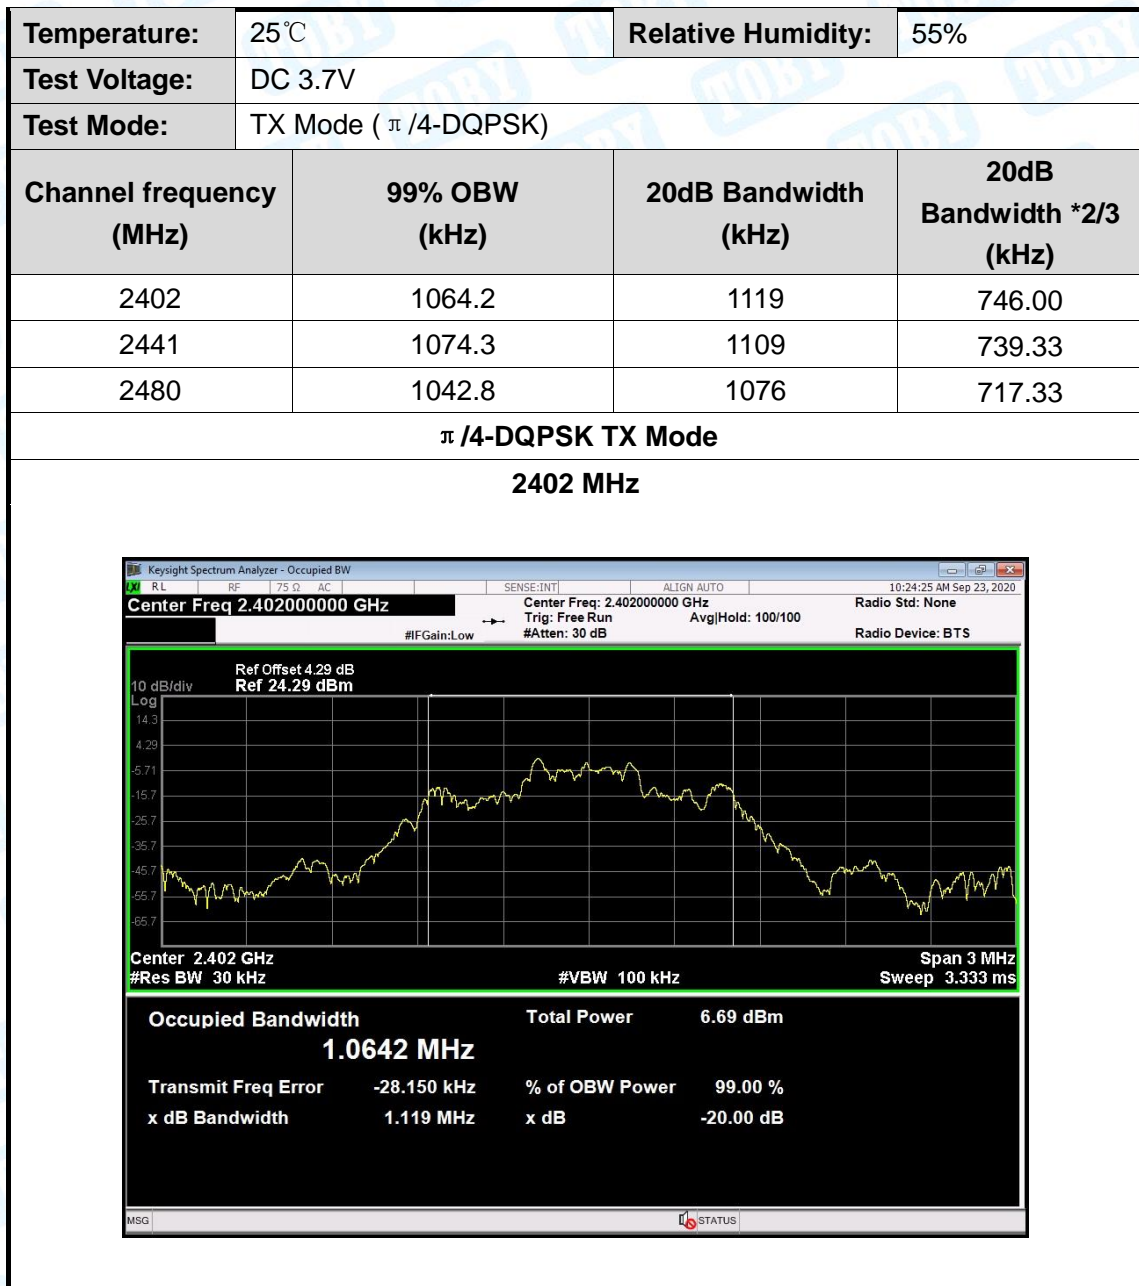 Temperature: 25℃ Relative Humidity: 55%
Test Voltage: DC 3.7V
Test Mode: TX Mode (π/4-DQPSK)
Channel frequency (MHz) 99% OBW (kHz) 20dB Bandwidth (kHz) 20dB Bandwidth *2/3 (kHz)
2402 1064.2 1119 746.00
2441 1074.3 1109 739.33
2480 1042.8 1076 717.33
π/4-DQPSK TX Mode
2402 MHz
Keysight Spectrum Analyzer - Occupied BW
LXI RL RF 75 Ω AC SENSE:INT ALIGN AUTO 10:24:25 AM Sep 23, 2020
Center Freq 2.402000000 GHz Center Freq: 2.402000000 GHz Radio Std: None
Trig: Free Run Avg|Hold: 100/100
#IFGain:Low #Atten: 30 dB Radio Device: BTS
Ref Offset 4.29 dB
10 dB/div Ref 24.29 dBm
Log
14.3
4.29
-5.71
-15.7
-25.7
-35.7
-45.7
-55.7
-65.7
Center 2.402 GHz Span 3 MHz
#Res BW 30 kHz #VBW 100 kHz Sweep 3.333 ms
Occupied Bandwidth Total Power 6.69 dBm
1.0642 MHz
Transmit Freq Error -28.150 kHz % of OBW Power 99.00 %
x dB Bandwidth 1.119 MHz x dB -20.00 dB
MSG STATUS
TOBY